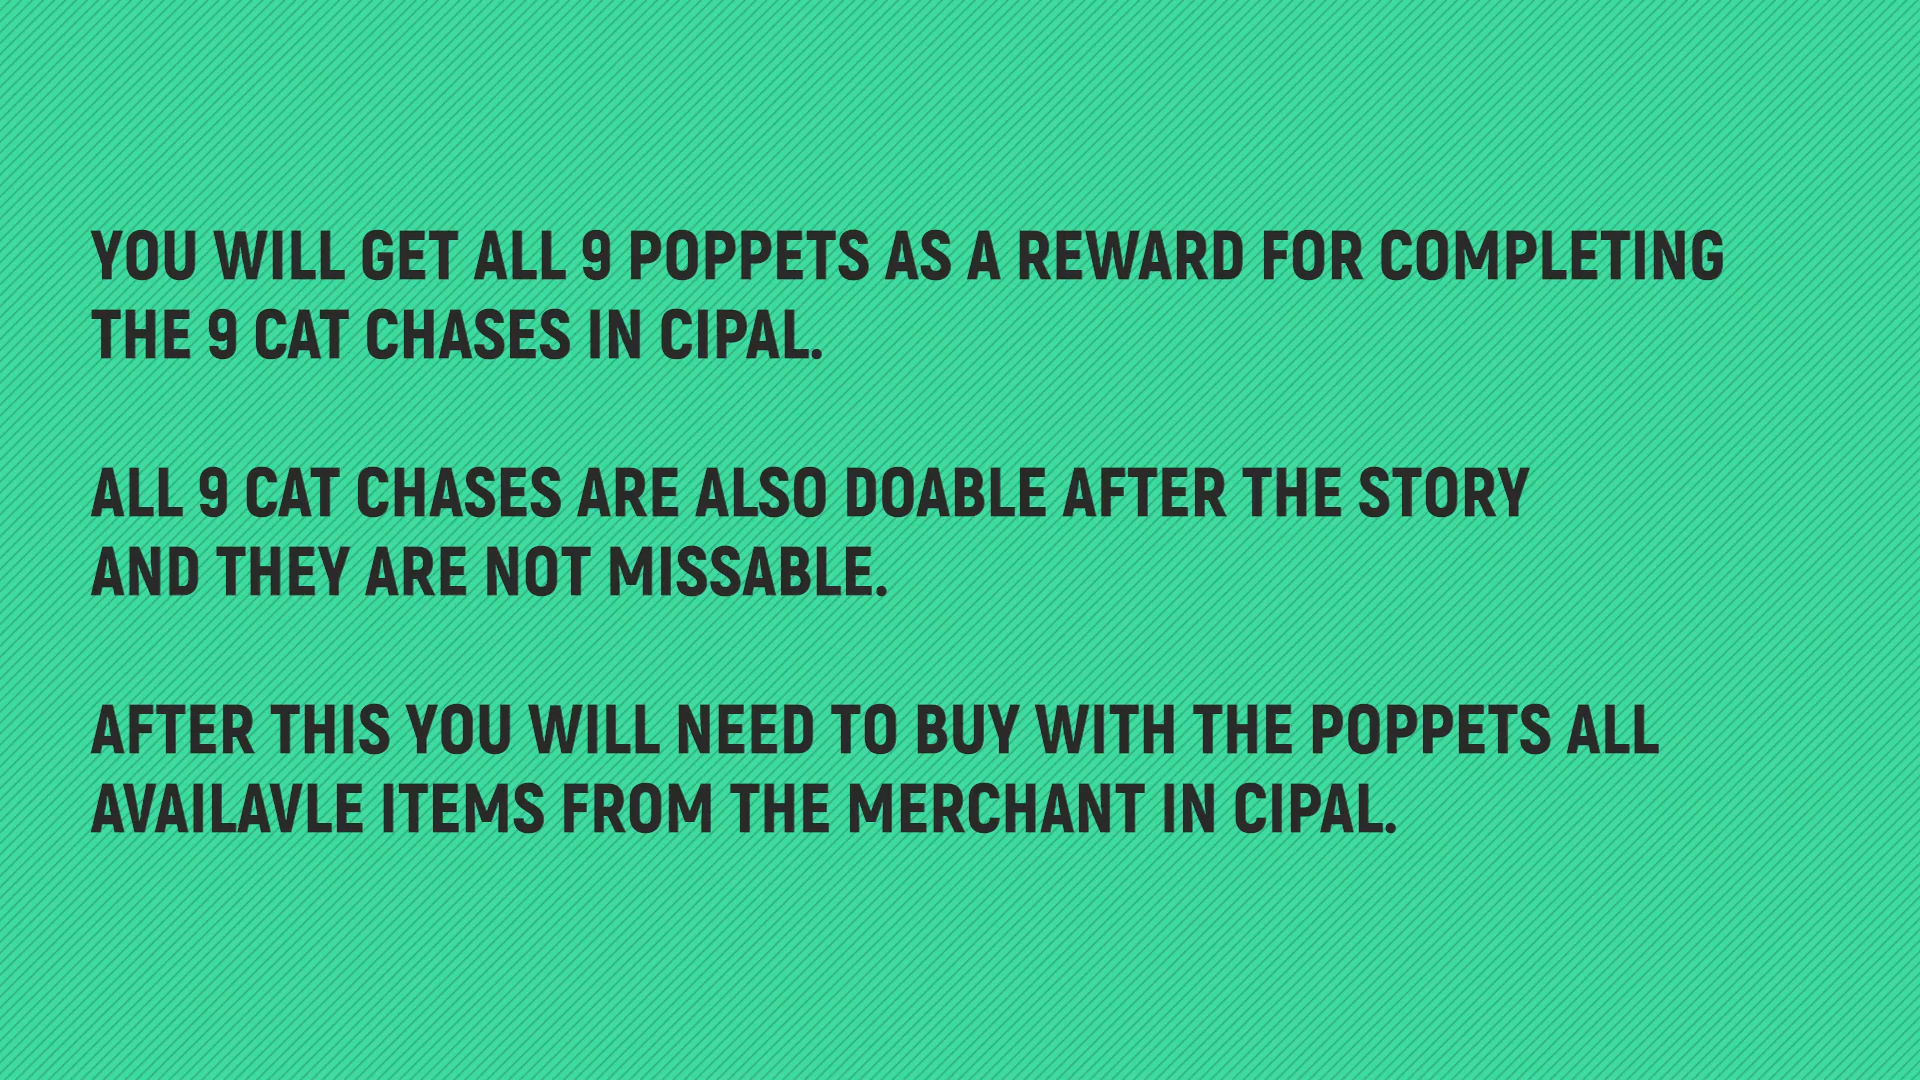 YOU WILL GET ALL 9 POPPETS AS A REWARD FOR COMPLETING
THE 9 CAT CHASES IN CIPAL.
ALL 9 CAT CHASES ARE ALSO DOABLE AFTER THE STORY
AND THEY ARE NOT MISSABLE.
AFTER THIS YOU WILL NEED TO BUY WITH THE POPPETS ALL
AVAILAVLE ITEMS FROM THE MERCHANT IN CIPAL.